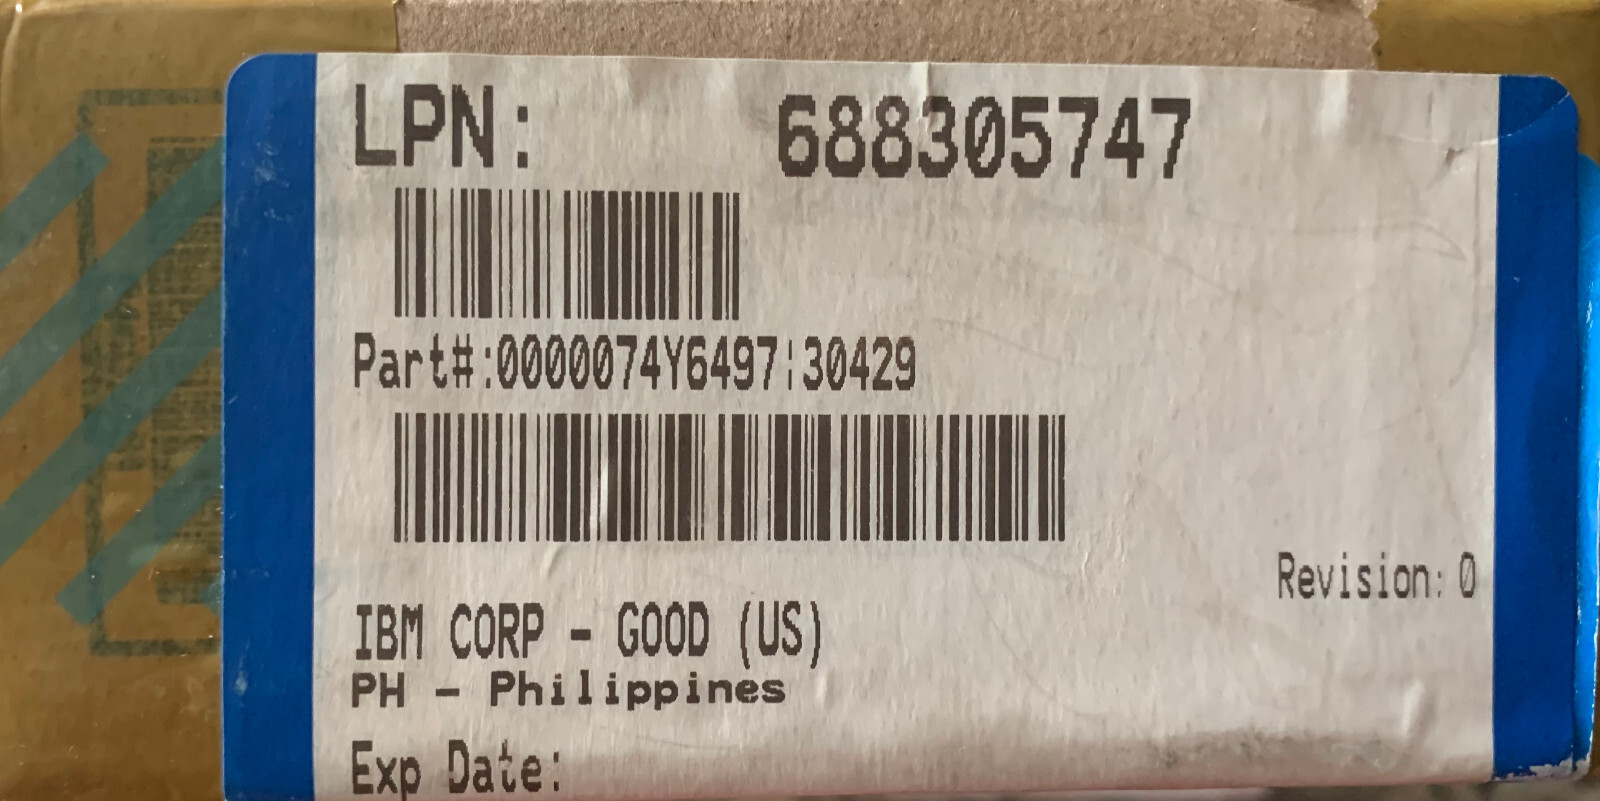 LPN: 688305747
Part#:0000074Y6497¦30429
Revision: 0
IBM CORP - GOOD (US)
PH - Philippines
Exp Date: